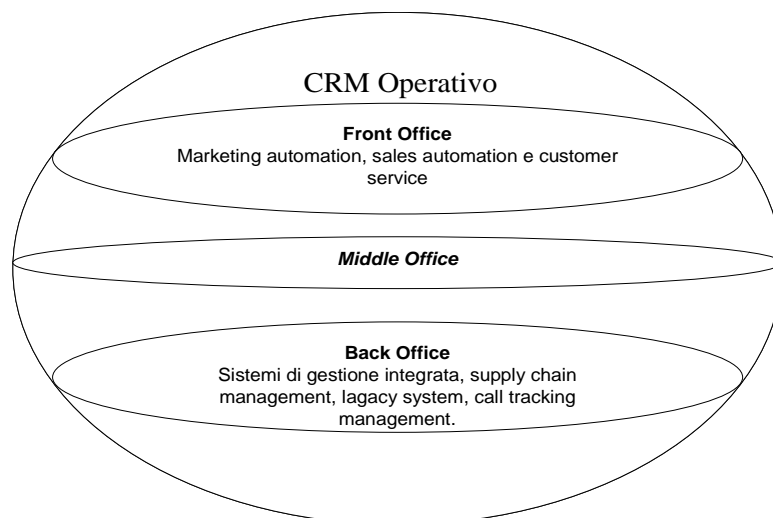 CRM Operativo
Front Office
Marketing automation, sales automation e customer
service
Middle Office
Back Office
Sistemi di gestione integrata, supply chain
management, lagacy system, call tracking
management.